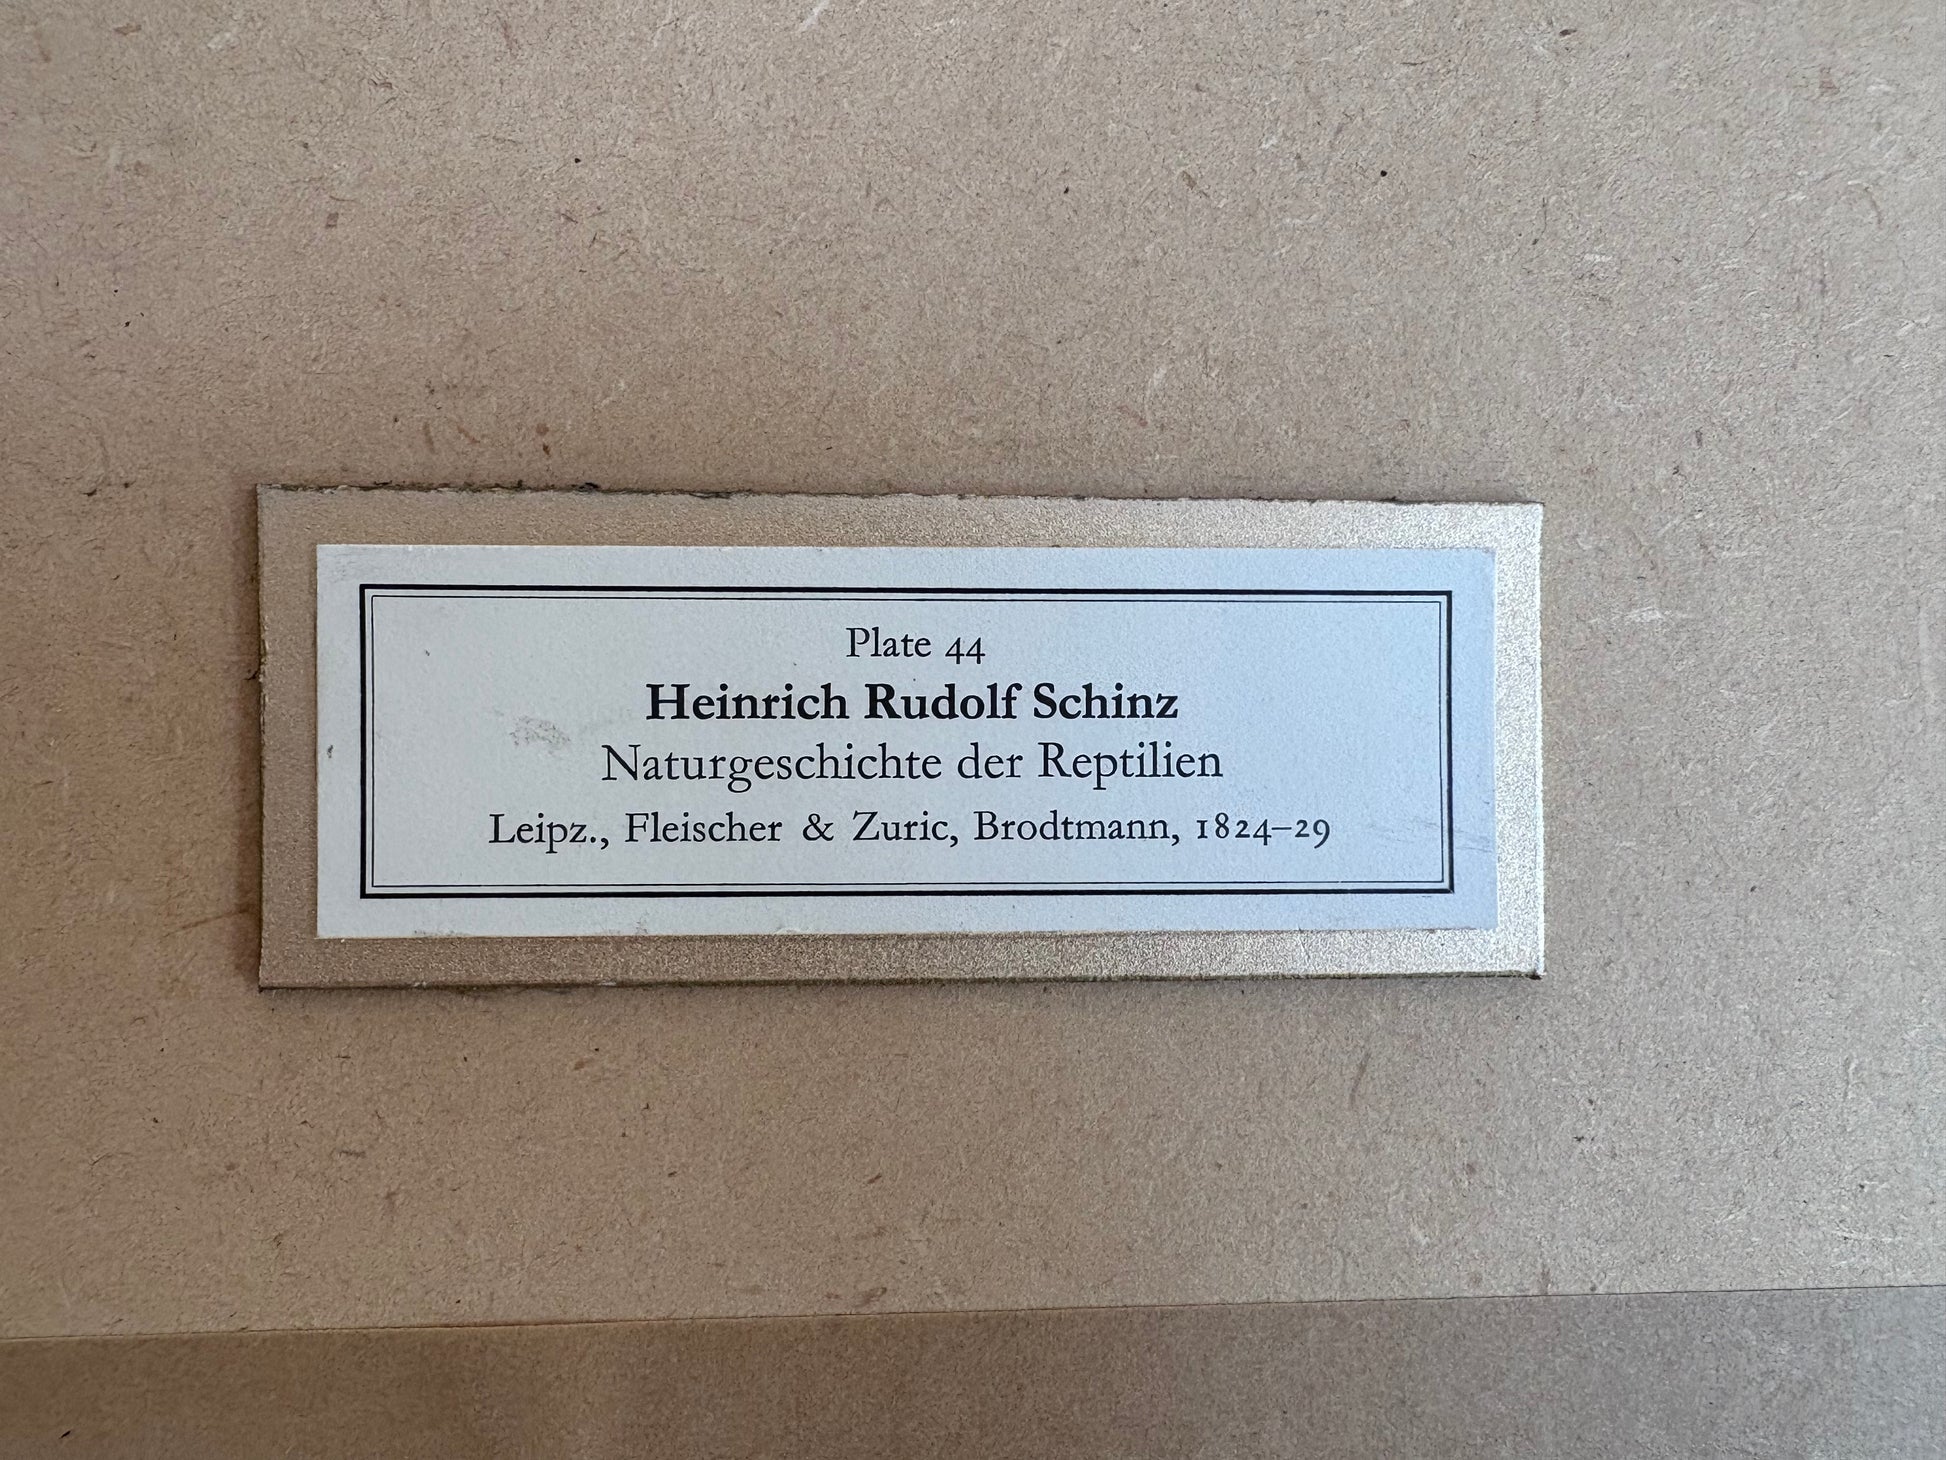 Plate 44
Heinrich Rudolf Schinz
Naturgeschichte der Reptilien
Leipz., Fleischer & Zuric, Brodtmann, 1824–29